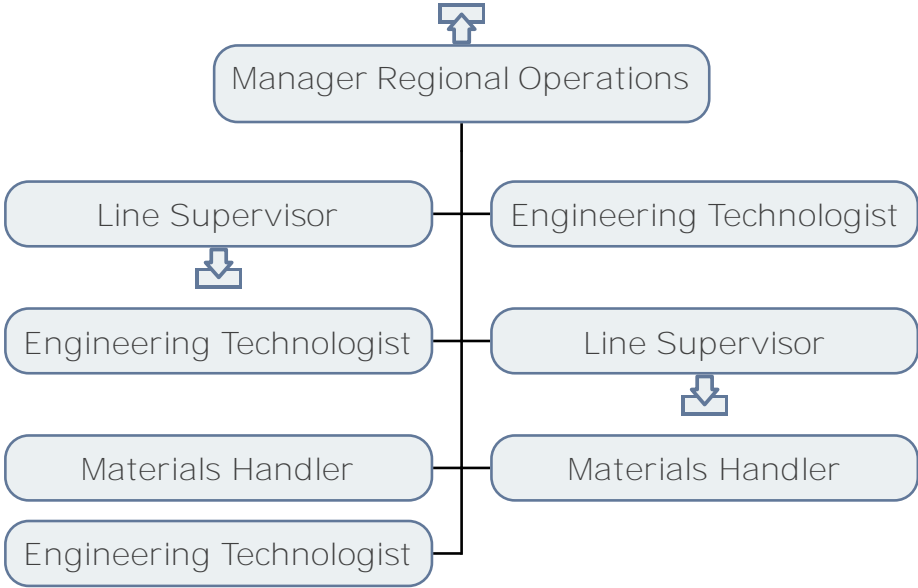 Manager Regional Operations
Line Supervisor
Engineering Technologist
Engineering Technologist
Line Supervisor
Materials Handler
Materials Handler
Engineering Technologist